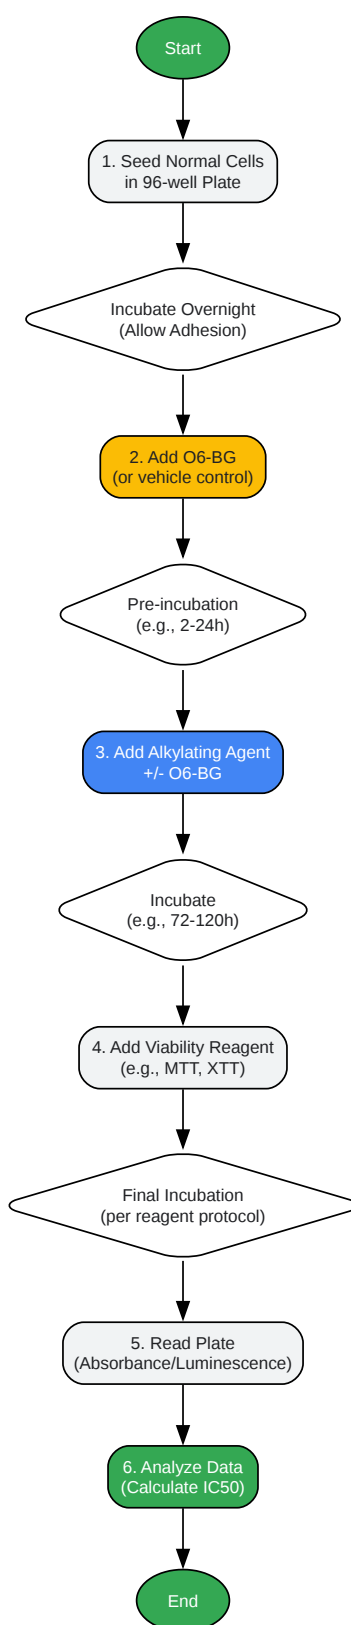 Start
1. Seed Normal Cells
in 96-well Plate
Incubate Overnight
(Allow Adhesion)
2. Add O6-BG
(or vehicle control)
Pre-incubation
(e.g., 2-24h)
3. Add Alkylating Agent
+/- O6-BG
Incubate
(e.g., 72-120h)
4. Add Viability Reagent
(e.g., MTT, XTT)
Final Incubation
(per reagent protocol)
5. Read Plate
(Absorbance/Luminescence)
6. Analyze Data
(Calculate IC50)
End